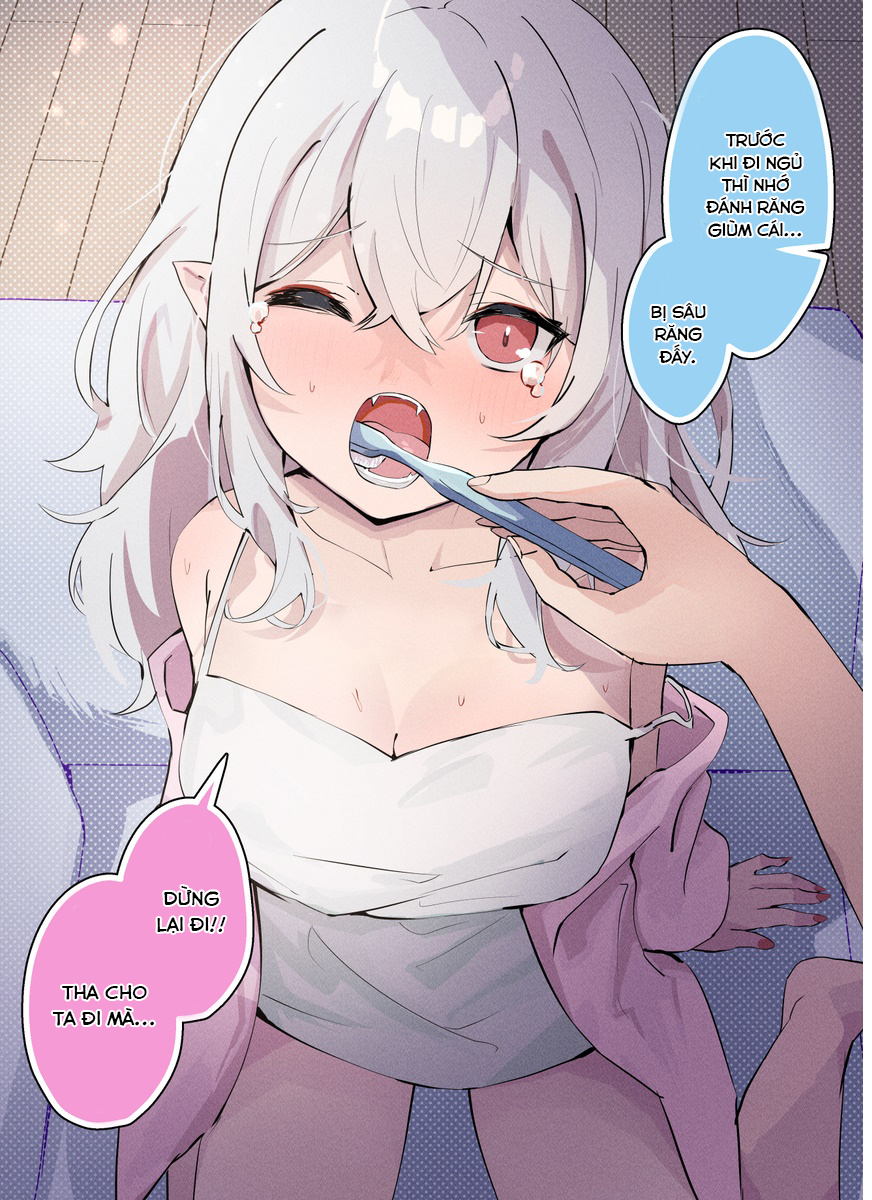 TRƯỚC
KHI ĐI NGỦ
THÌ NHỚ
ĐÁNH RĂNG
GIÙM CÁI...
BỊ SÂU
RĂNG
ĐẤY.
DỪNG
LẠI ĐI!!
THA CHO
TA ĐI MÀ...